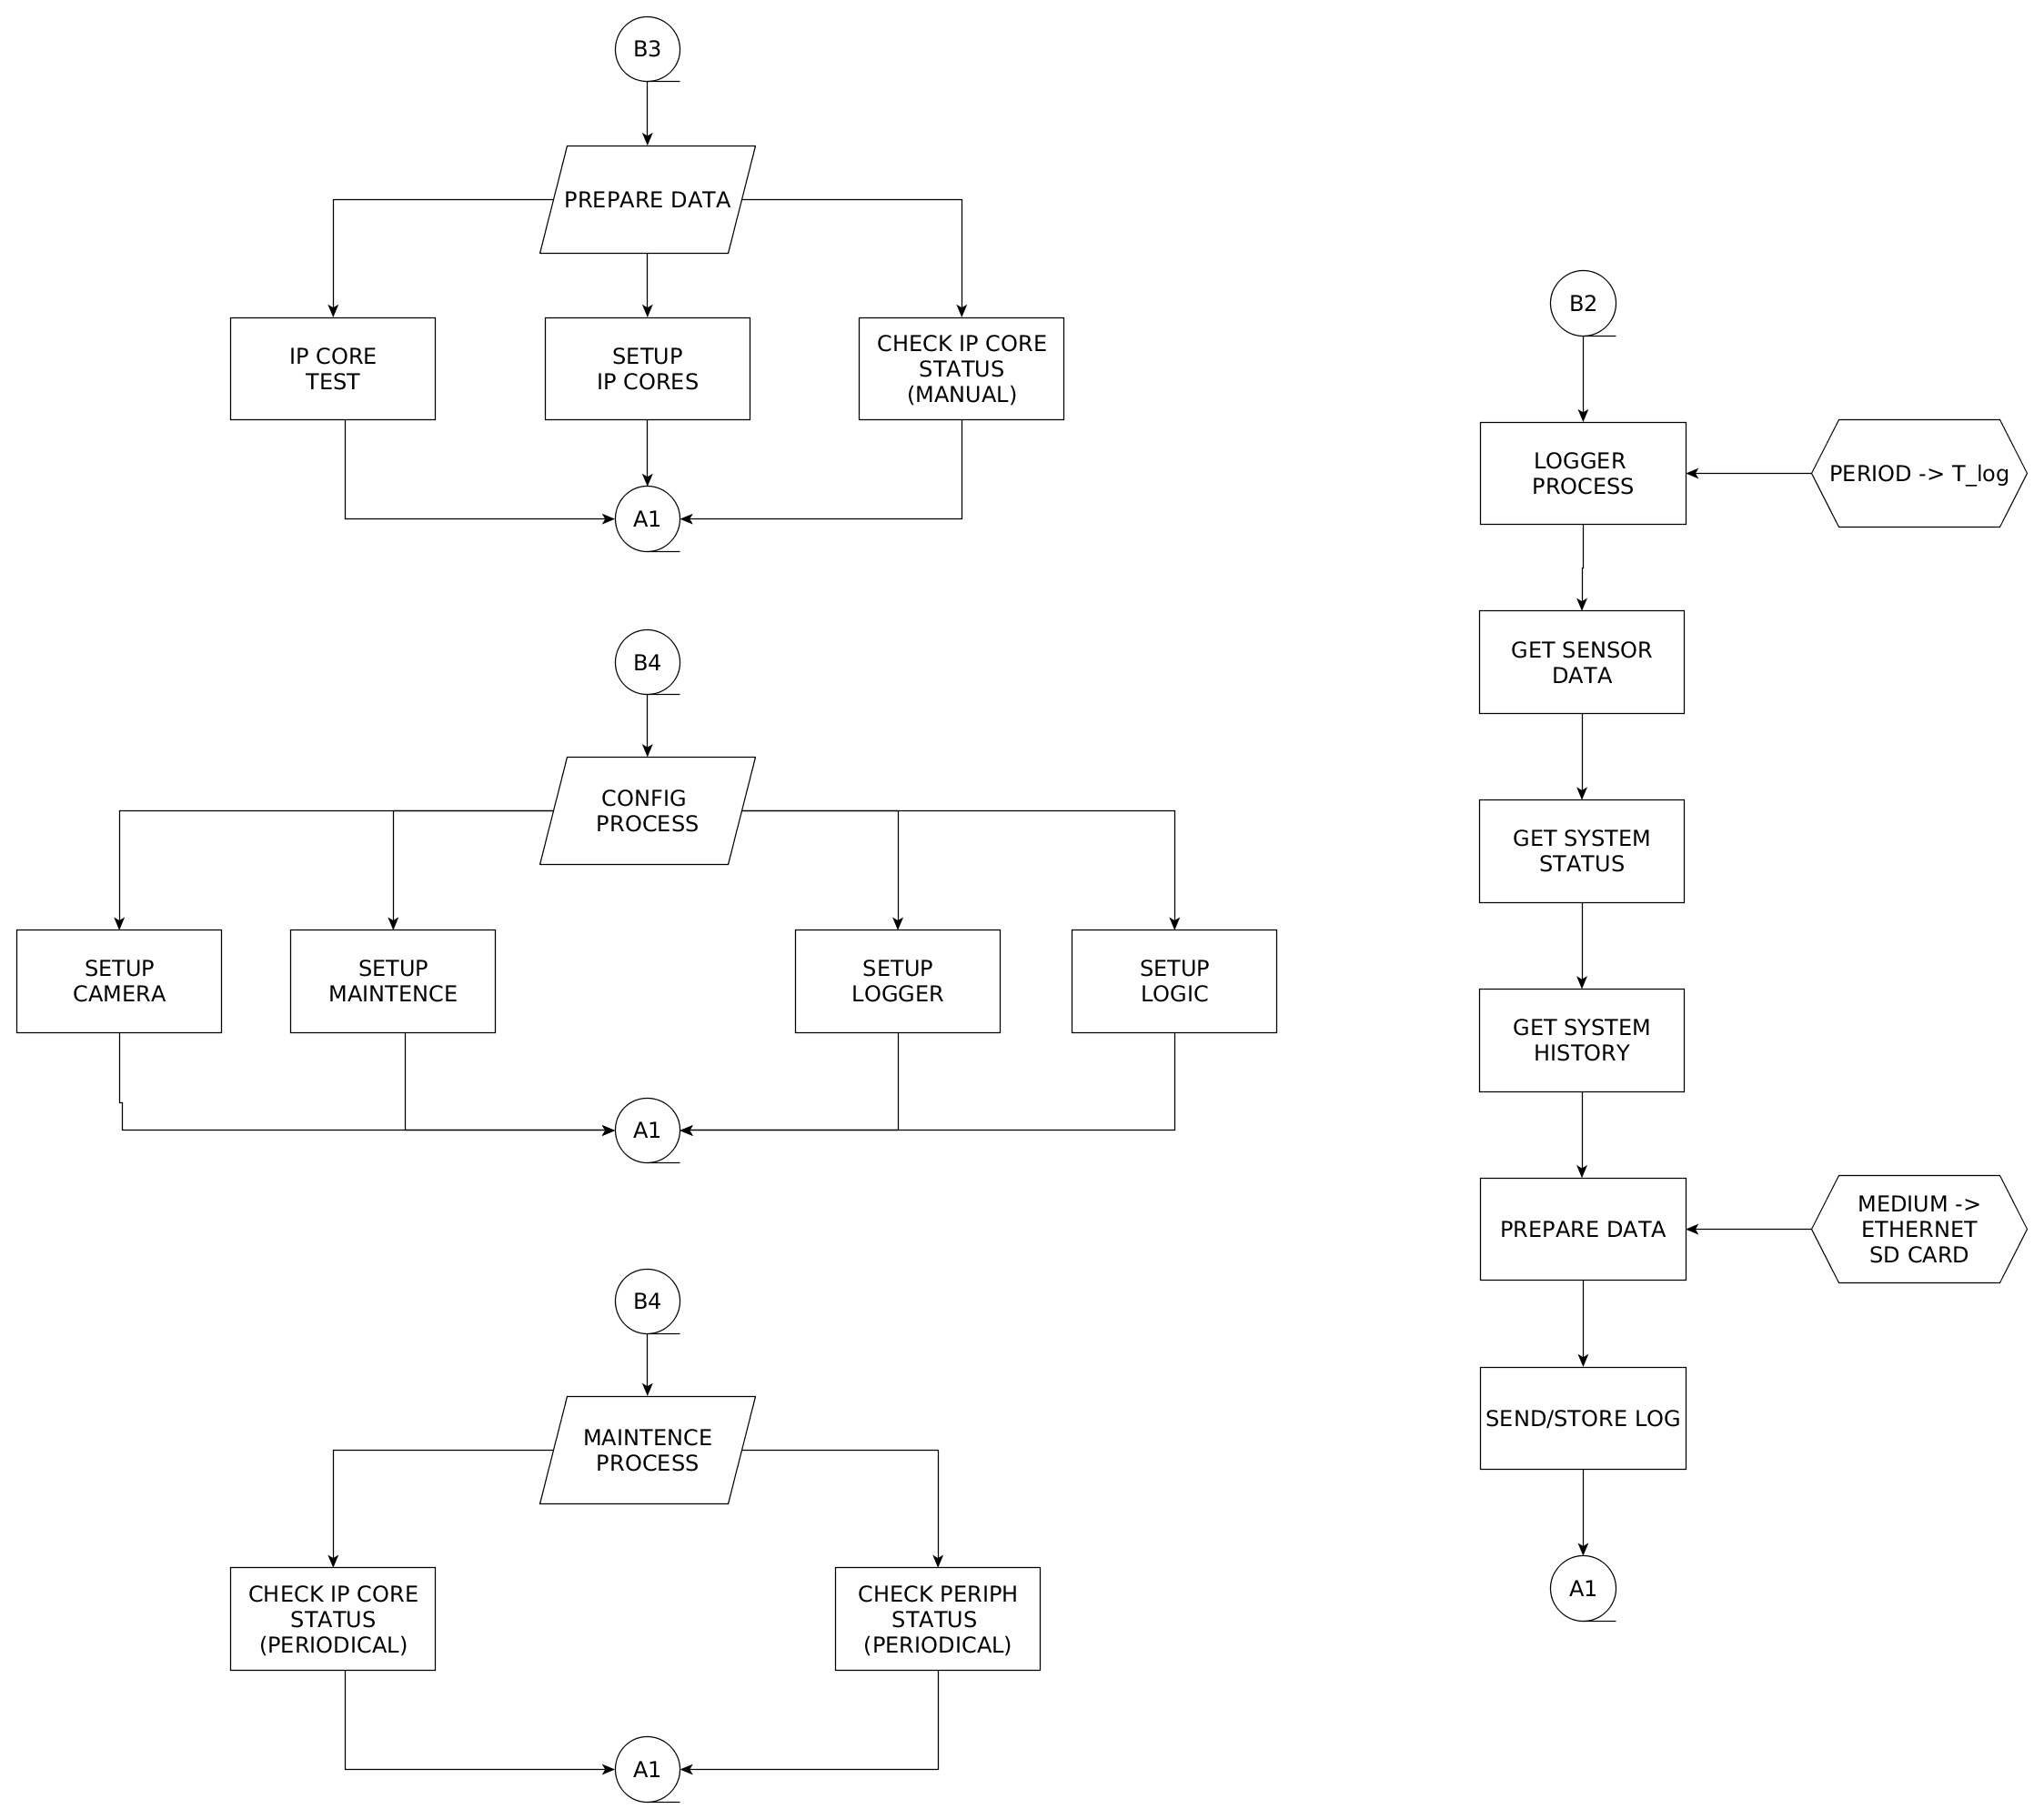 B3
PREPARE DATA
IP CORE
TEST
SETUP
IP CORES
CHECK IP CORE
STATUS
(MANUAL)
A1
B4
CONFIG
PROCESS
SETUP
CAMERA
SETUP
MAINTENCE
SETUP
LOGGER
SETUP
LOGIC
A1
B4
MAINTENCE
PROCESS
CHECK IP CORE
STATUS
(PERIODICAL)
CHECK PERIPH
STATUS
(PERIODICAL)
A1
B2
LOGGER
PROCESS
PERIOD -> T_log
GET SENSOR
DATA
GET SYSTEM
STATUS
GET SYSTEM
HISTORY
PREPARE DATA
MEDIUM ->
ETHERNET
SD CARD
SEND/STORE LOG
A1